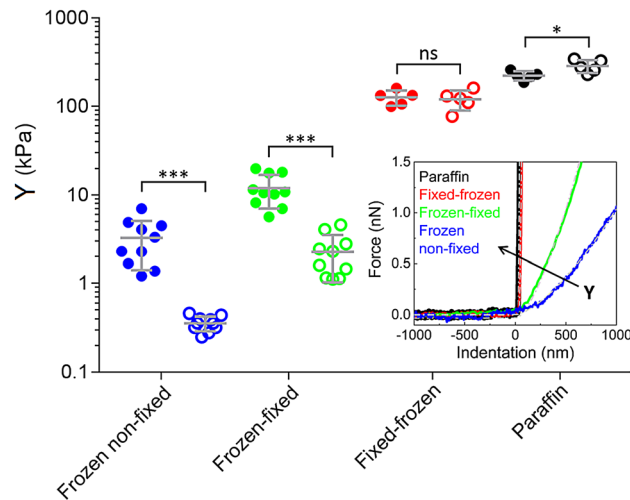 1000
100
10
1
0.1
Y (kPa)
***
***
ns
*
Frozen non-fixed
Frozen-fixed
Fixed-frozen
Paraffin
1.5
1.0
0.5
0.0
Force (nN)
Paraffin
Fixed-frozen
Frozen-fixed
Frozen
non-fixed
Y
-1000
-500
0
500
1000
Indentation (nm)